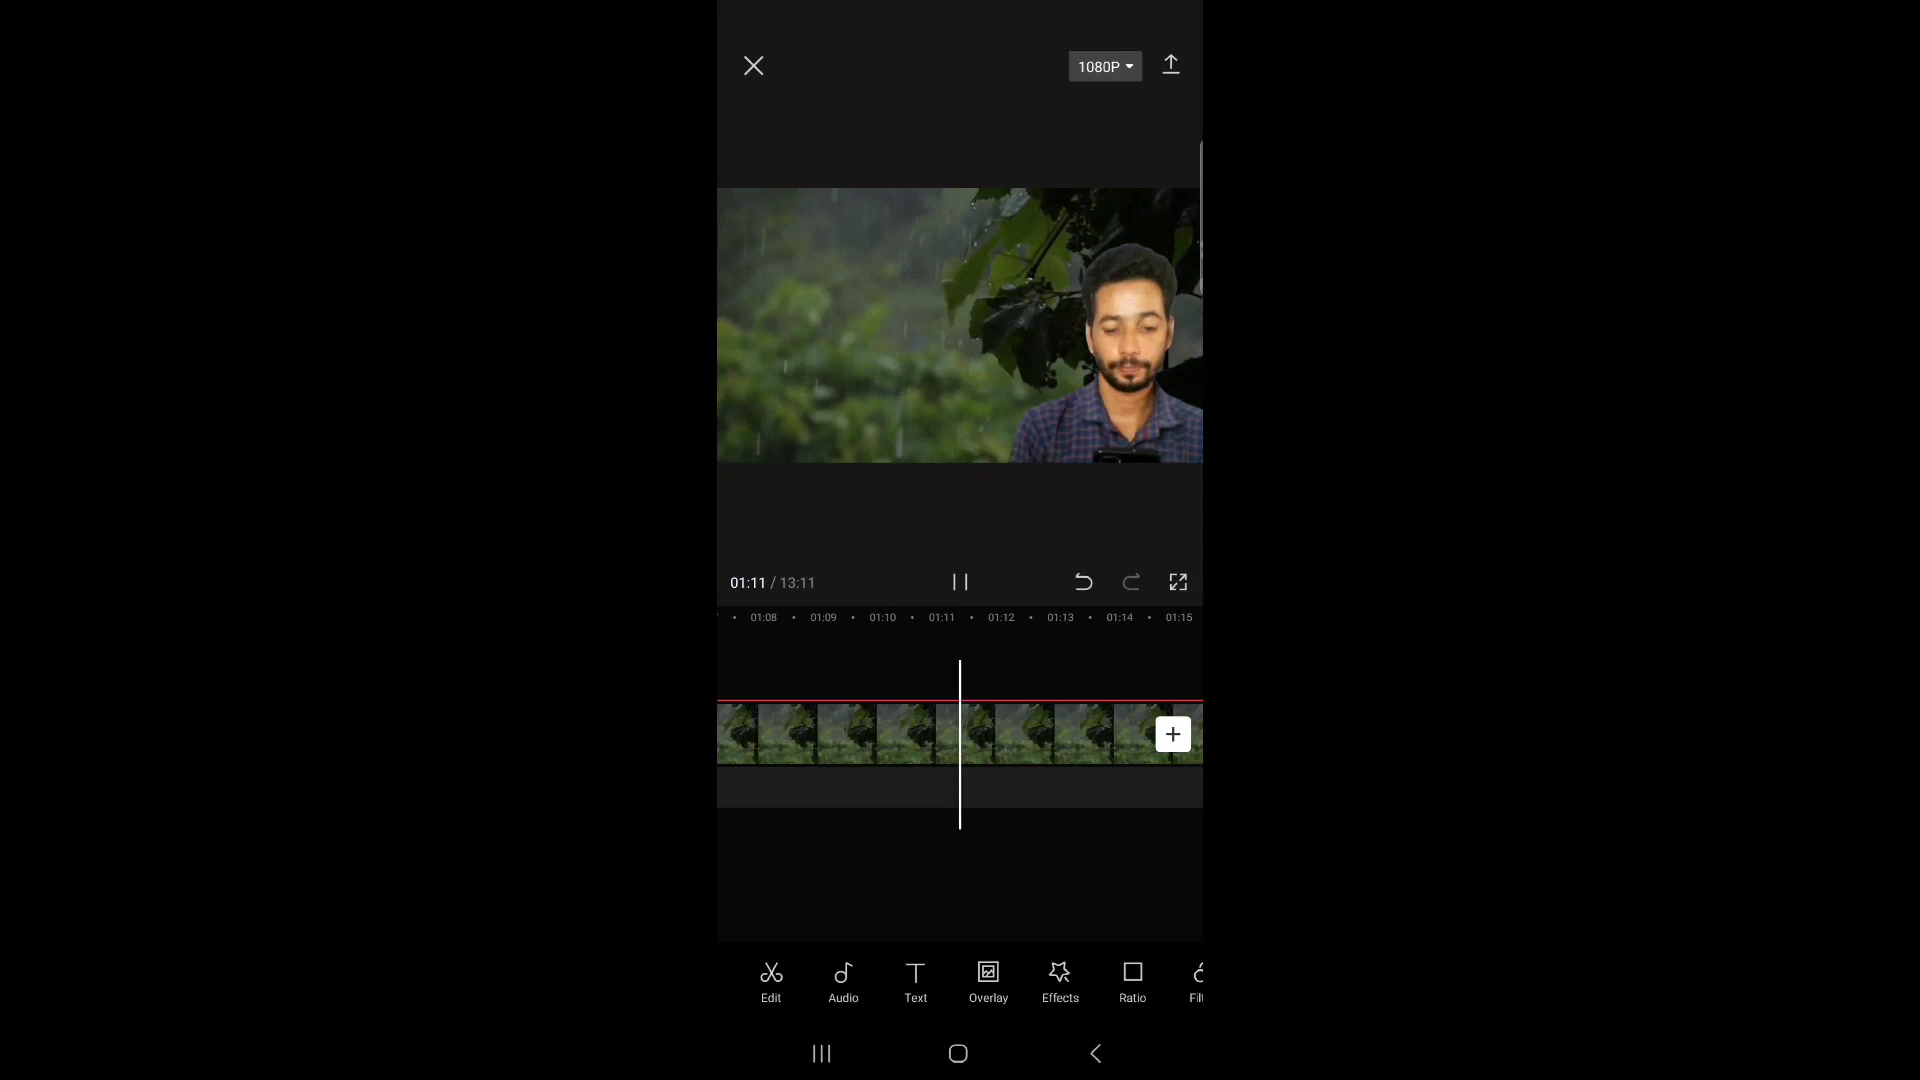 1080P
01:11 / 13:11
01:08 01:09 01:10 01:11 01:12 01:13 01:14 01:15
Edit Audio Text Overlay Effects Ratio Filt